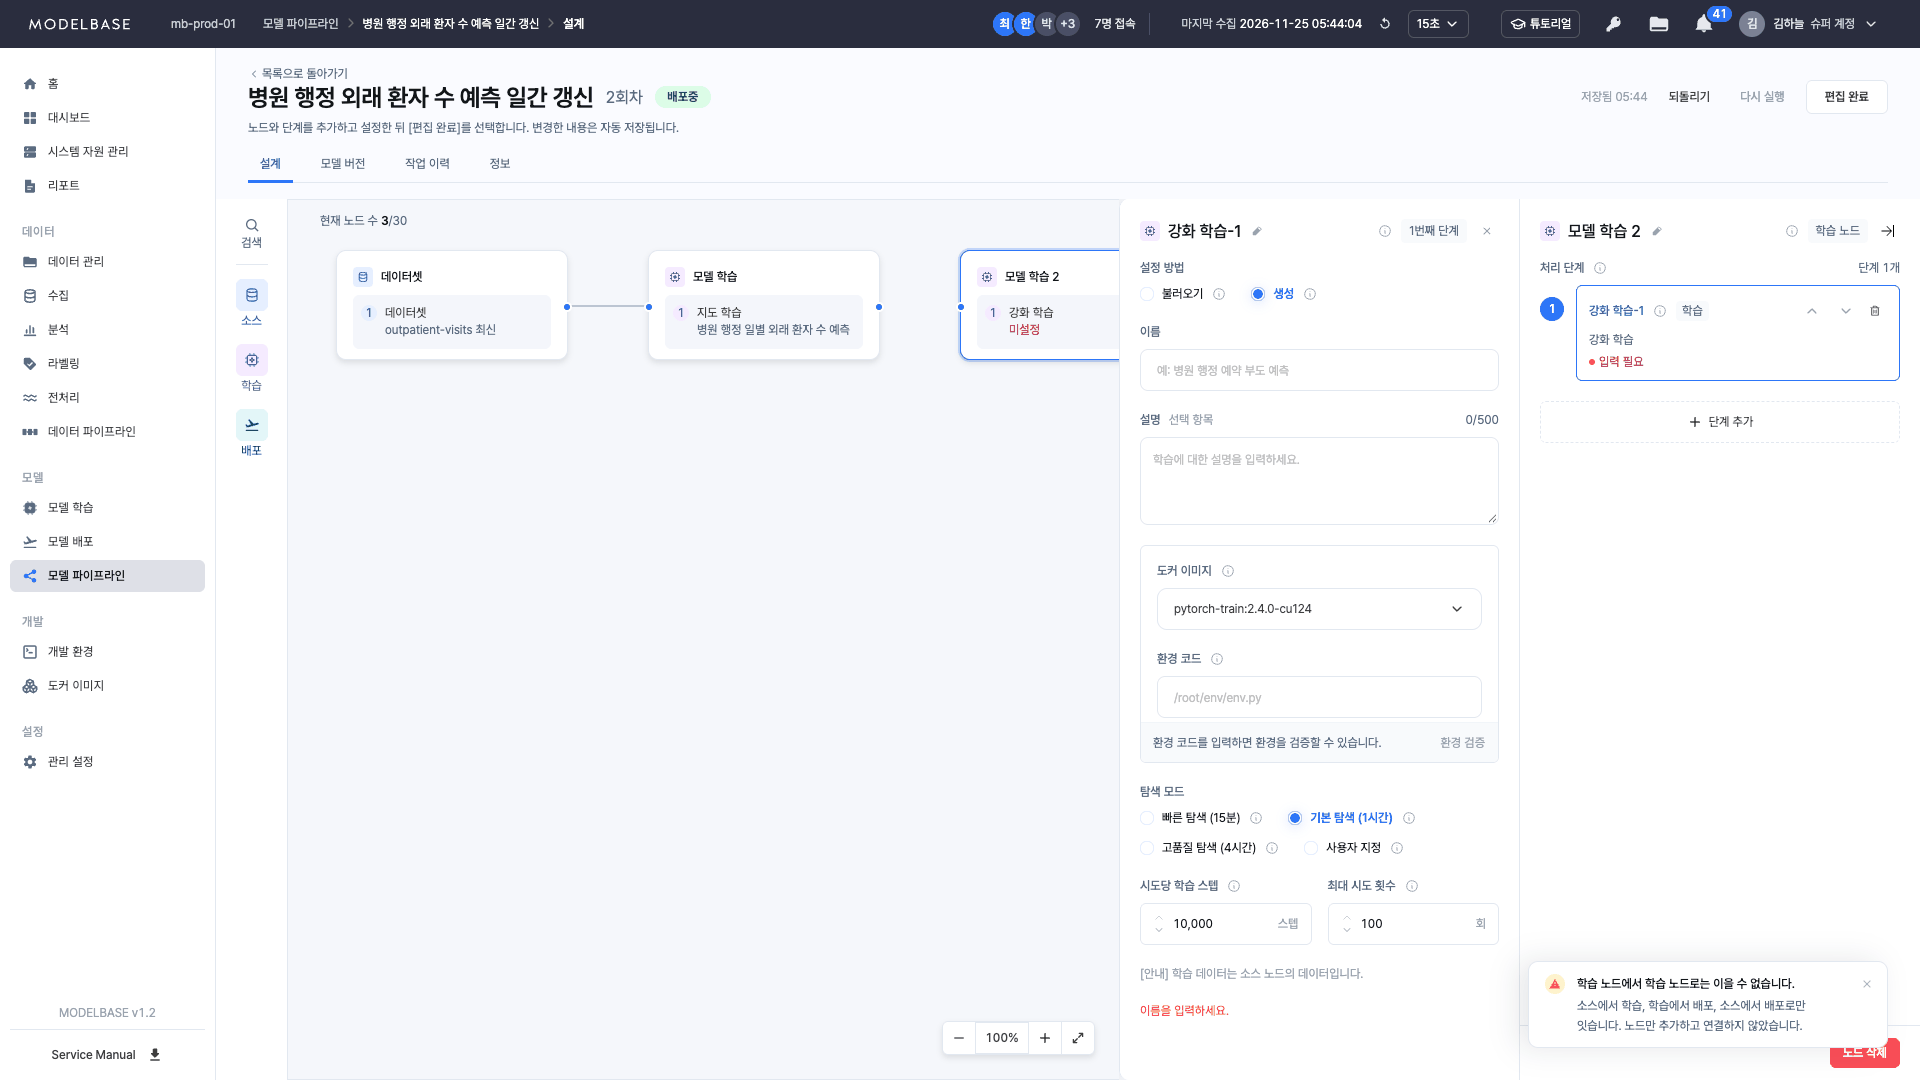 MODELBASE
mb-prod-01
모델 파이프라인
병원 행정 외래 환자 수 예측 일간 갱신
설계
최
한
박
+3
7명 접속
마지막 수집 2026-11-25 05:44:04
15초
튜토리얼
41
김
김하늘 슈퍼 계정
홈
대시보드
시스템 자원 관리
리포트
데이터
데이터 관리
수집
분석
라벨링
전처리
데이터 파이프라인
모델
모델 학습
모델 배포
모델 파이프라인
개발
개발 환경
도커 이미지
설정
관리 설정
MODELBASE v1.2
Service Manual
목록으로 돌아가기
병원 행정 외래 환자 수 예측 일간 갱신
2회차
배포중
노드와 단계를 추가하고 설정한 뒤 [편집 완료]를 선택합니다. 변경한 내용은 자동 저장됩니다.
저장됨 05:44
되돌리기
다시 실행
편집 완료
설계
모델 버전
작업 이력
정보
검색
소스
학습
배포
현재 노드 수 3/30
데이터셋
1
데이터셋
outpatient-visits 최신
모델 학습
1
지도 학습
병원 행정 일별 외래 환자 수 예측
모델 학습 2
1
강화 학습
미설정
100%
강화 학습-1
1번째 단계
설정 방법
불러오기
생성
이름
예: 병원 행정 예약 부도 예측
설명 선택 항목
0/500
학습에 대한 설명을 입력하세요.
도커 이미지
pytorch-train:2.4.0-cu124
환경 코드
/root/env/env.py
환경 코드를 입력하면 환경을 검증할 수 있습니다.
환경 검증
탐색 모드
빠른 탐색 (15분)
기본 탐색 (1시간)
고품질 탐색 (4시간)
사용자 지정
시도당 학습 스텝
최대 시도 횟수
10,000
스텝
100
회
[안내] 학습 데이터는 소스 노드의 데이터입니다.
이름을 입력하세요.
모델 학습 2
학습 노드
처리 단계
단계 1개
1
강화 학습-1
학습
강화 학습
입력 필요
단계 추가
학습 노드에서 학습 노드로는 이을 수 없습니다.
소스에서 학습, 학습에서 배포, 소스에서 배포로만
잇습니다. 노드만 추가하고 연결하지 않았습니다.
노드 삭제